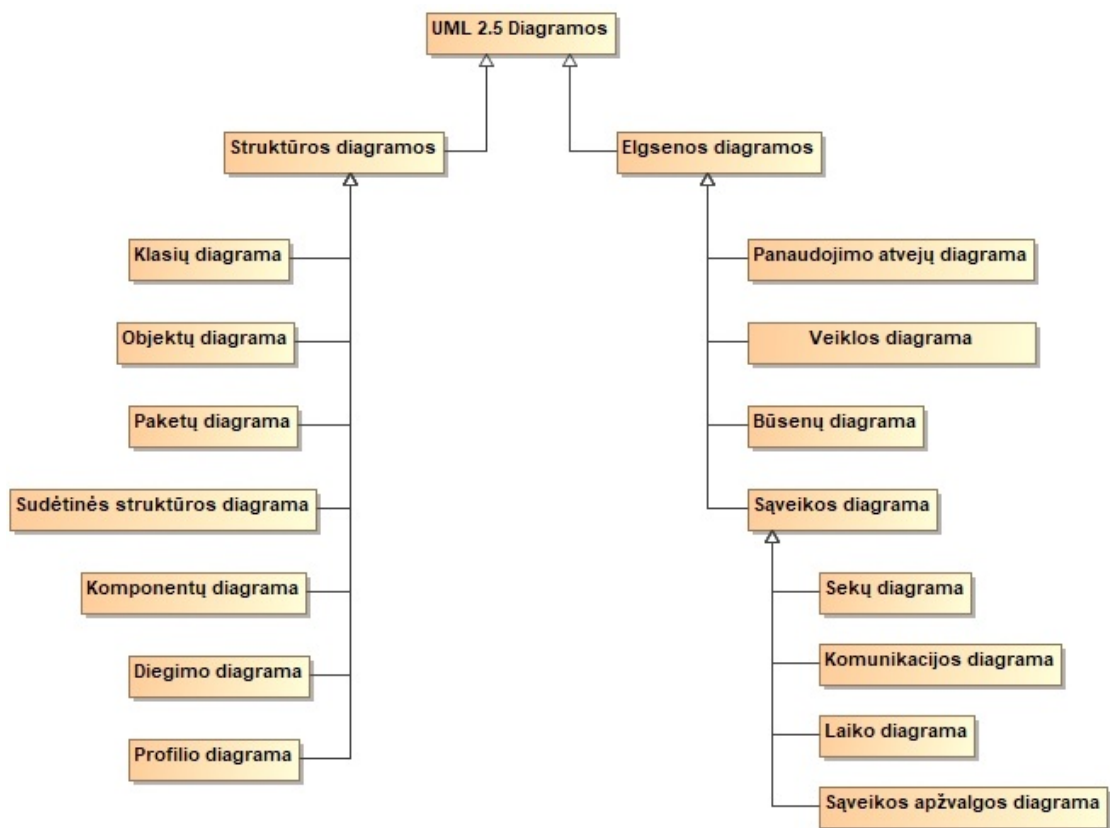 UML 2.5 Diagramos
Struktūros diagramos
Elgsenos diagramos
Klasių diagrama
Objektų diagrama
Paketų diagrama
Sudėtinės struktūros diagrama
Komponentų diagrama
Diegimo diagrama
Profilio diagrama
Panaudojimo atvejų diagrama
Veiklos diagrama
Būsenų diagrama
Sąveikos diagrama
Sekų diagrama
Komunikacijos diagrama
Laiko diagrama
Sąveikos apžvalgos diagrama